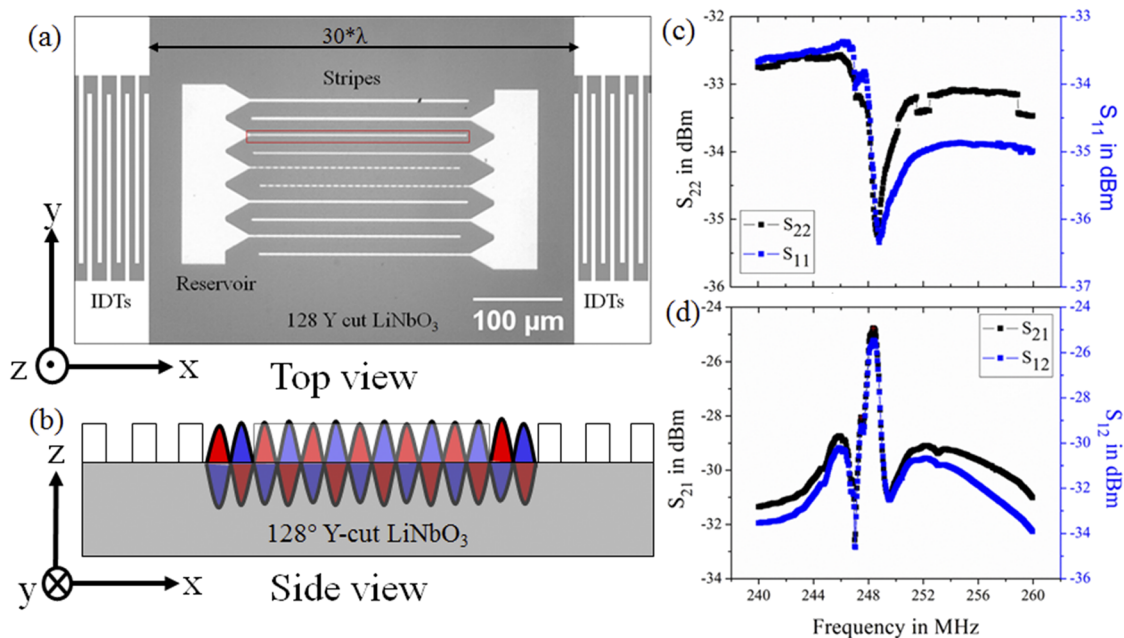 (a)
30*λ
Stripes
y
IDTs
Reservoir
IDTs
128 Y cut LiNbO3
100 µm
z
x
Top view
(b)
z
128° Y-cut LiNbO3
y
x
Side view
(c)
-32
-33
-34
-35
-36
S22 in dBm
S22
S11
-33
-34
-35
-36
-37
S11 in dBm
(d)
-24
-26
-28
-30
-32
-34
S21 in dBm
S21
S12
-24
-26
-28
-30
-32
-34
-36
S12 in dBm
240 244 248 252 256 260
Frequency in MHz